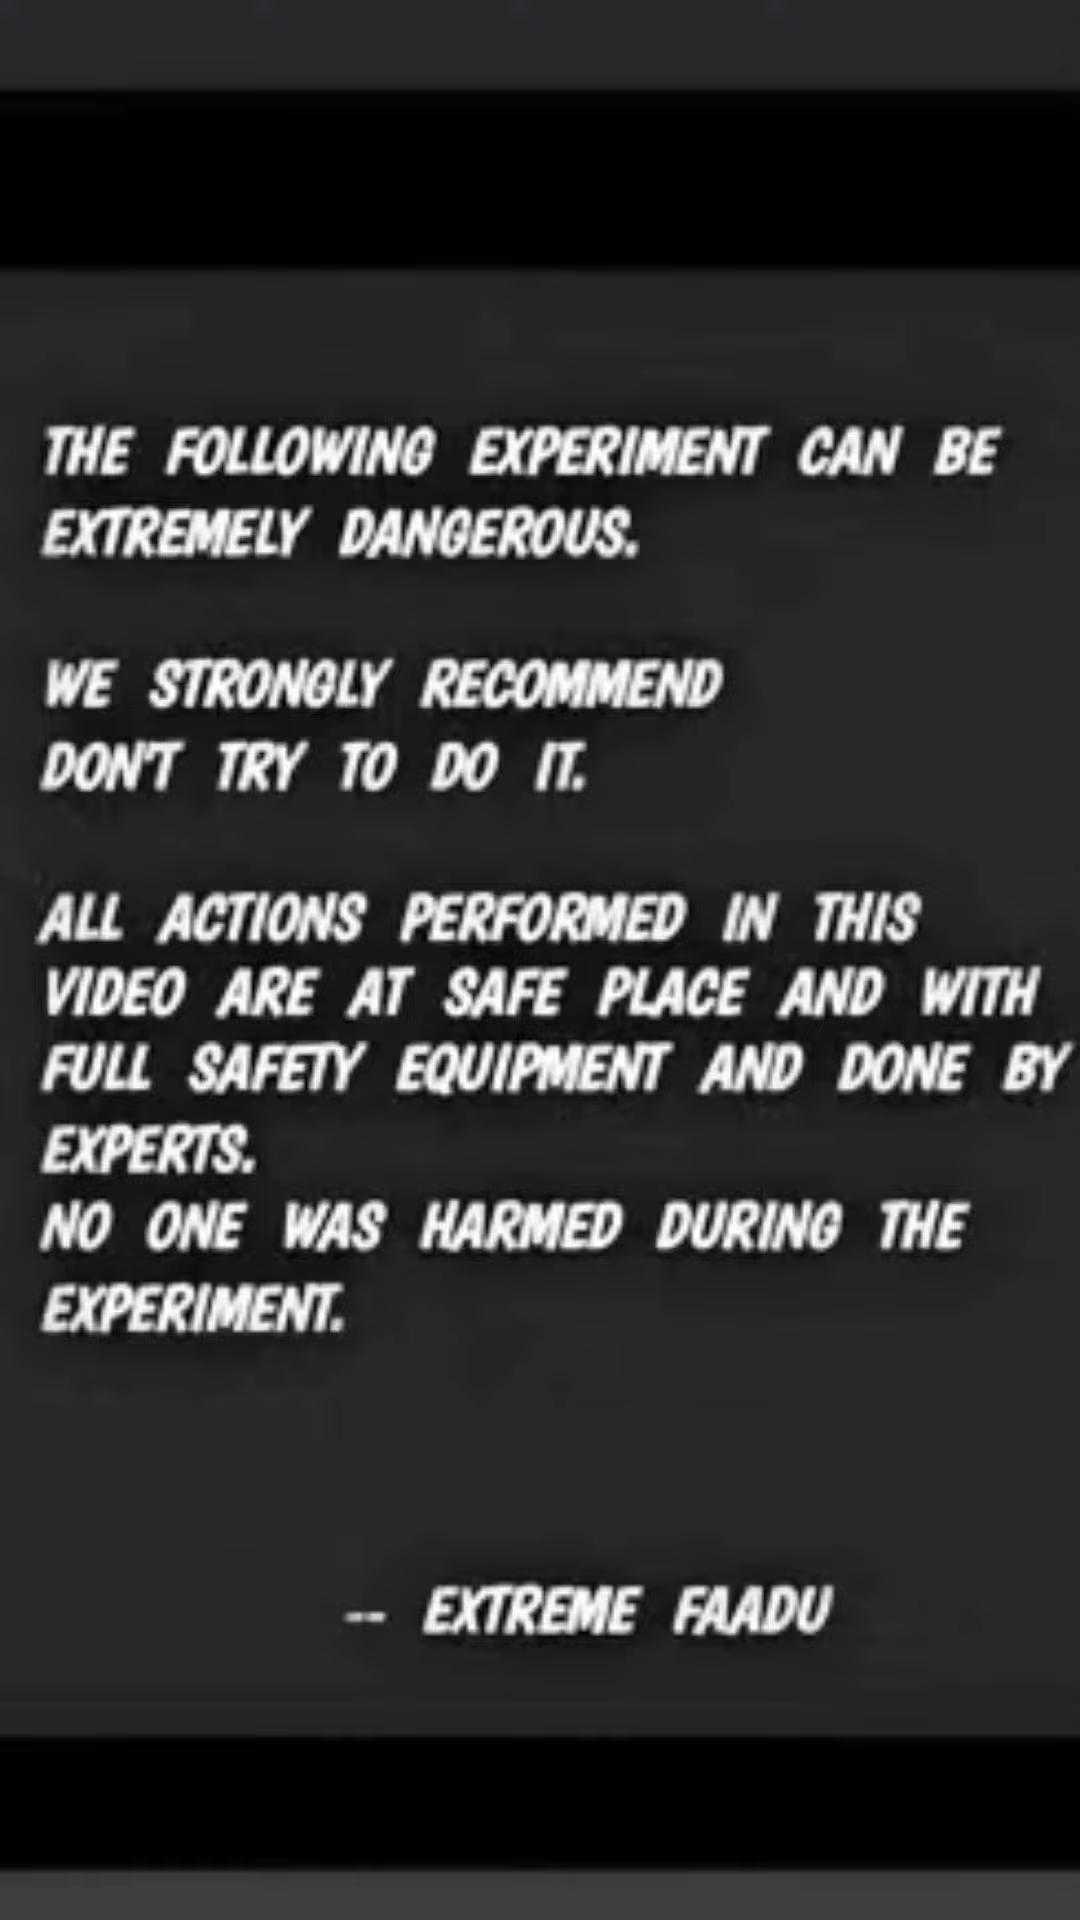 THE FOLLOWING EXPERIMENT CAN BE
EXTREMELY DANGEROUS.
WE STRONGLY RECOMMEND
DON'T TRY TO DO IT.
ALL ACTIONS PERFORMED IN THIS
VIDEO ARE AT SAFE PLACE AND WITH
FULL SAFETY EQUIPMENT AND DONE BY
EXPERTS.
NO ONE WAS HARMED DURING THE
EXPERIMENT.
-- EXTREME FAADU